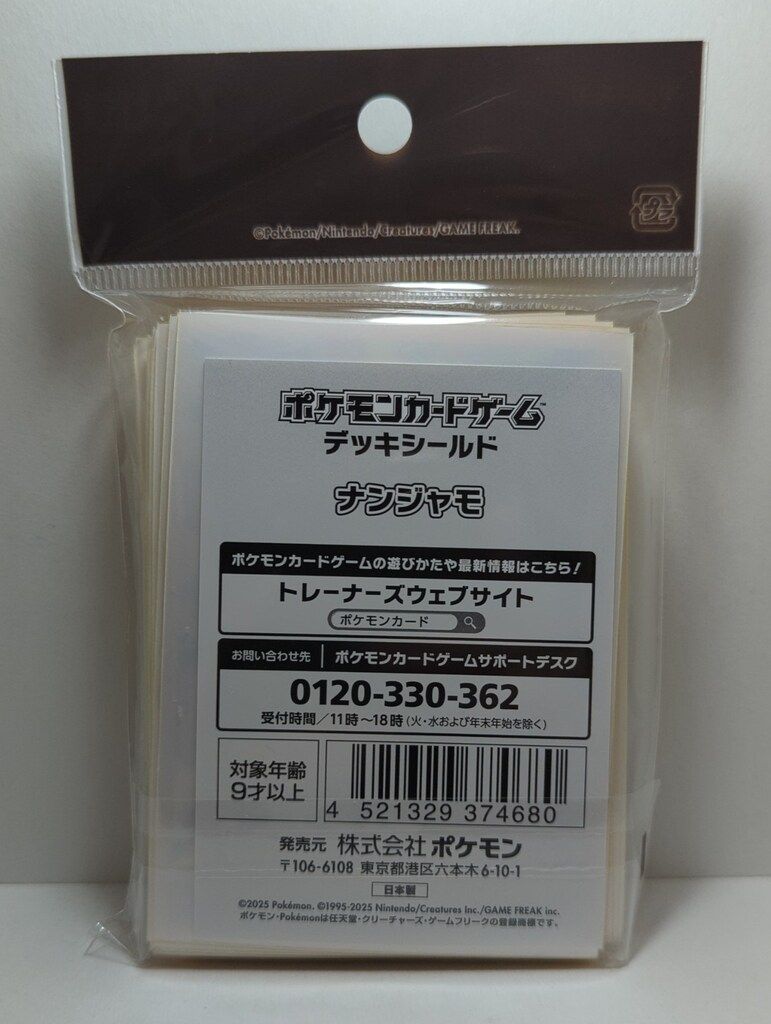 ©Pokémon/Nintendo/Creatures/GAME FREAK.
プラ
ポケモンカードゲーム™
デッキシールド
ナンジャモ
ポケモンカードゲームの遊びかたや最新情報はこちら!
トレーナーズウェブサイト
ポケモンカード
お問い合わせ先 ポケモンカードゲームサポートデスク
0120-330-362
受付時間/11時~18時(火・水および年末年始を除く)
対象年齢
9才以上
4 521329 374680
発売元 株式会社ポケモン
〒106-6108 東京都港区六本木6-10-1
日本製
©2025 Pokémon. ©1995-2025 Nintendo/Creatures Inc./GAME FREAK inc.
ポケモン・Pokémonは任天堂・クリーチャーズ・ゲームフリークの登録商標です。